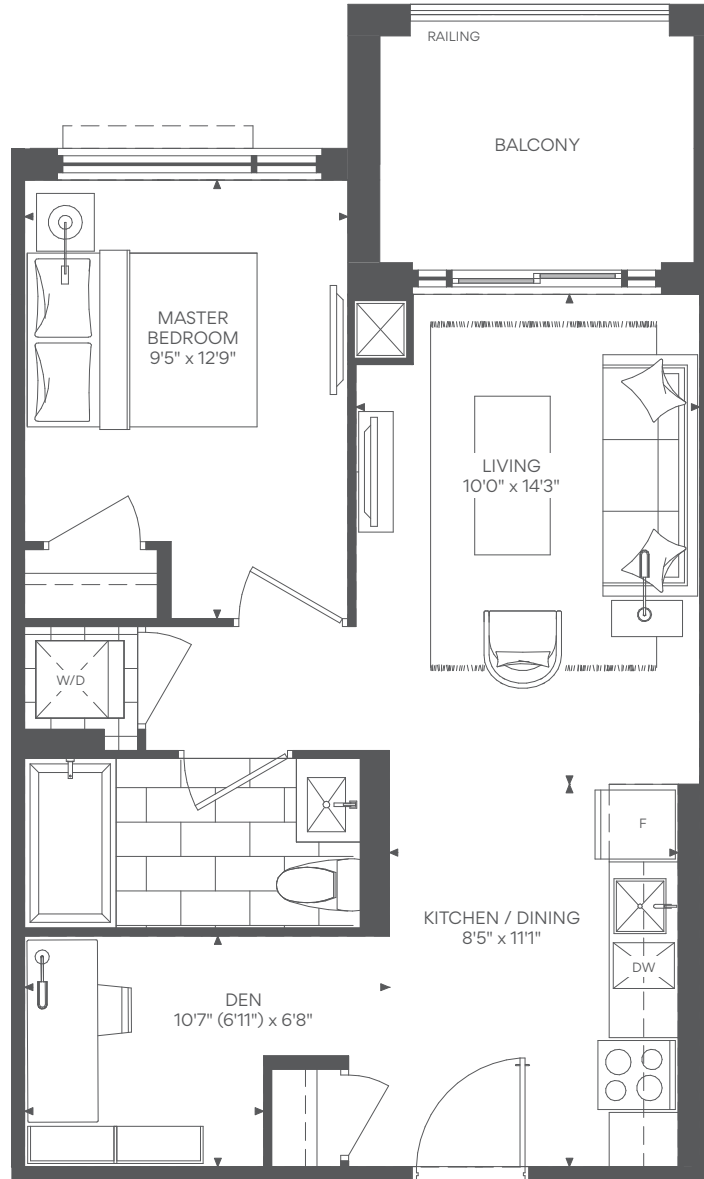 RAILING
BALCONY
MASTER
BEDROOM
9'5" x 12'9"
LIVING
10'0" x 14'3"
W/D
F
KITCHEN / DINING
8'5" x 11'1"
DW
DEN
10'7" (6'11") x 6'8"